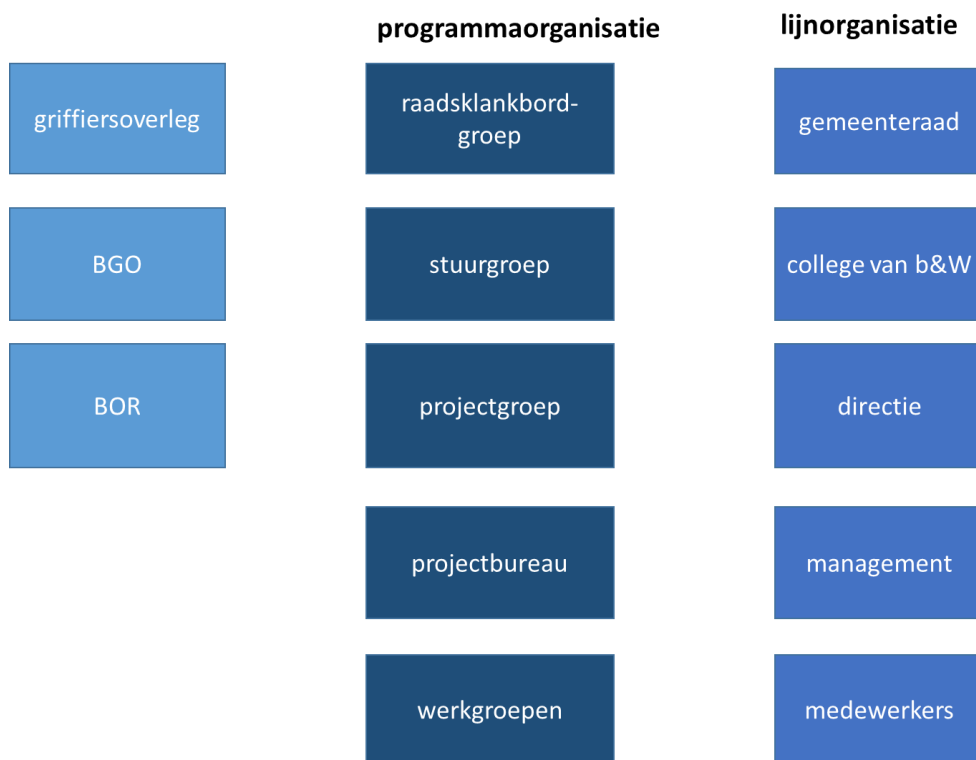 programmaorganisatie
lijnorganisatie
griffiersoverleg
raadsklankbord-
groep
gemeenteraad
BGO
stuurgroep
college van b&W
BOR
projectgroep
directie
projectbureau
management
werkgroepen
medewerkers